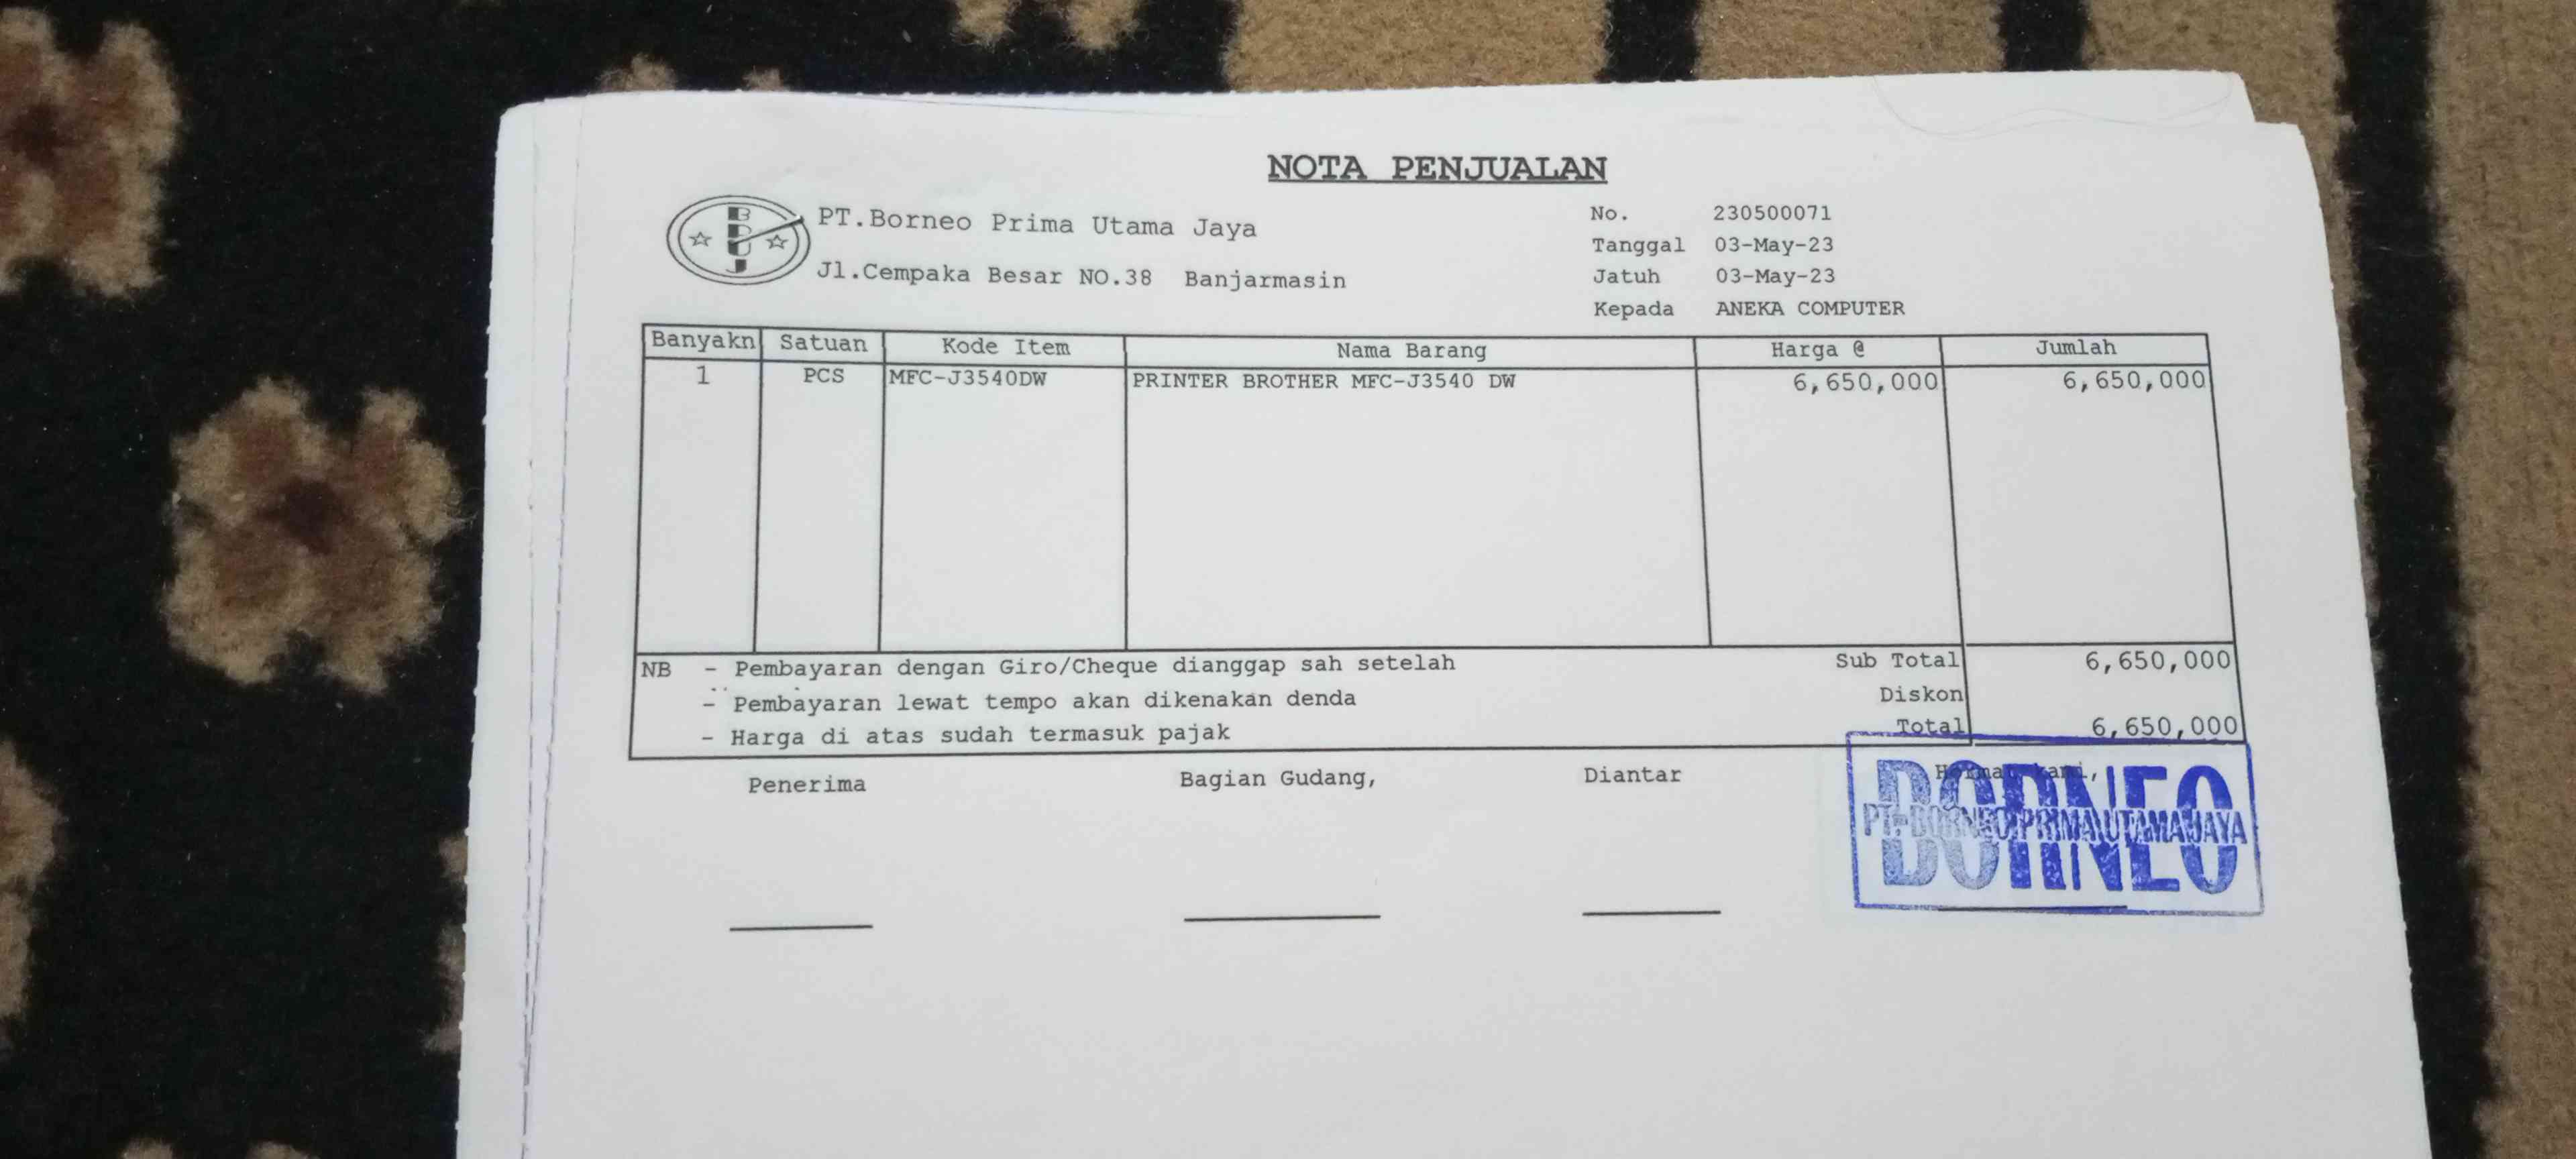 NOTA PENJUALAN
BPUJ
PT.Borneo Prima Utama Jaya
Jl.Cempaka Besar NO.38 Banjarmasin
No. 230500071
Tanggal 03-May-23
Jatuh 03-May-23
Kepada ANEKA COMPUTER
Banyakn Satuan Kode Item Nama Barang Harga @ Jumlah
1 PCS MFC-J3540DW PRINTER BROTHER MFC-J3540 DW 6,650,000 6,650,000
NB - Pembayaran dengan Giro/Cheque dianggap sah setelah
- Pembayaran lewat tempo akan dikenakan denda
- Harga di atas sudah termasuk pajak
Sub Total 6,650,000
Diskon
Total 6,650,000
Penerima Bagian Gudang, Diantar Hormat kami,
BORNEO
PT. BORNEO PRIMA UTAMA JAYA